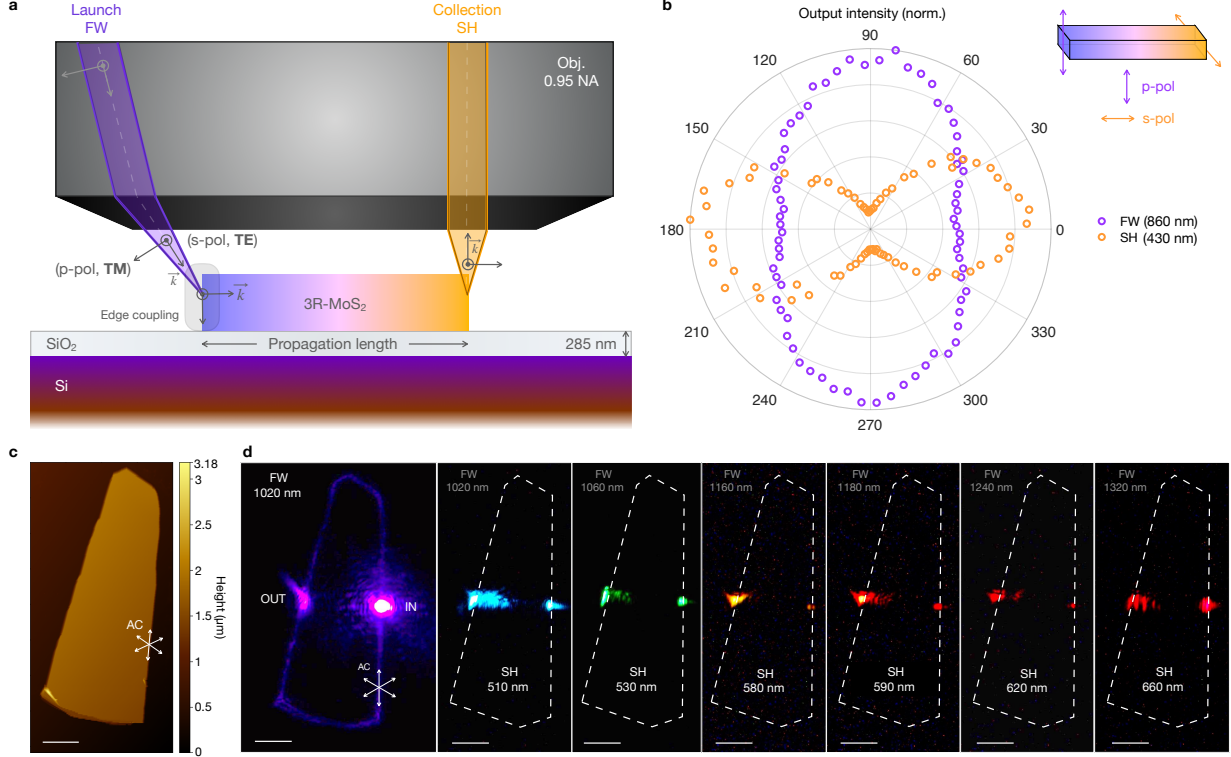 a
Launch
FW
Collection
SH
Obj.
0.95 NA
(s-pol, TE)
(p-pol, TM)
k
k
k
Edge coupling
3R-MoS₂
SiO₂
Propagation length
285 nm
Si
b
Output intensity (norm.)
90
60
30
0
330
300
270
240
210
180
150
120
p-pol
s-pol
FW (860 nm)
SH (430 nm)
c
AC
3.18
3
2.5
2
1.5
1
0.5
0
Height (μm)
d
FW
1020 nm
OUT
IN
AC
FW
1020 nm
SH
510 nm
FW
1060 nm
SH
530 nm
FW
1160 nm
SH
580 nm
FW
1180 nm
SH
590 nm
FW
1240 nm
SH
620 nm
FW
1320 nm
SH
660 nm